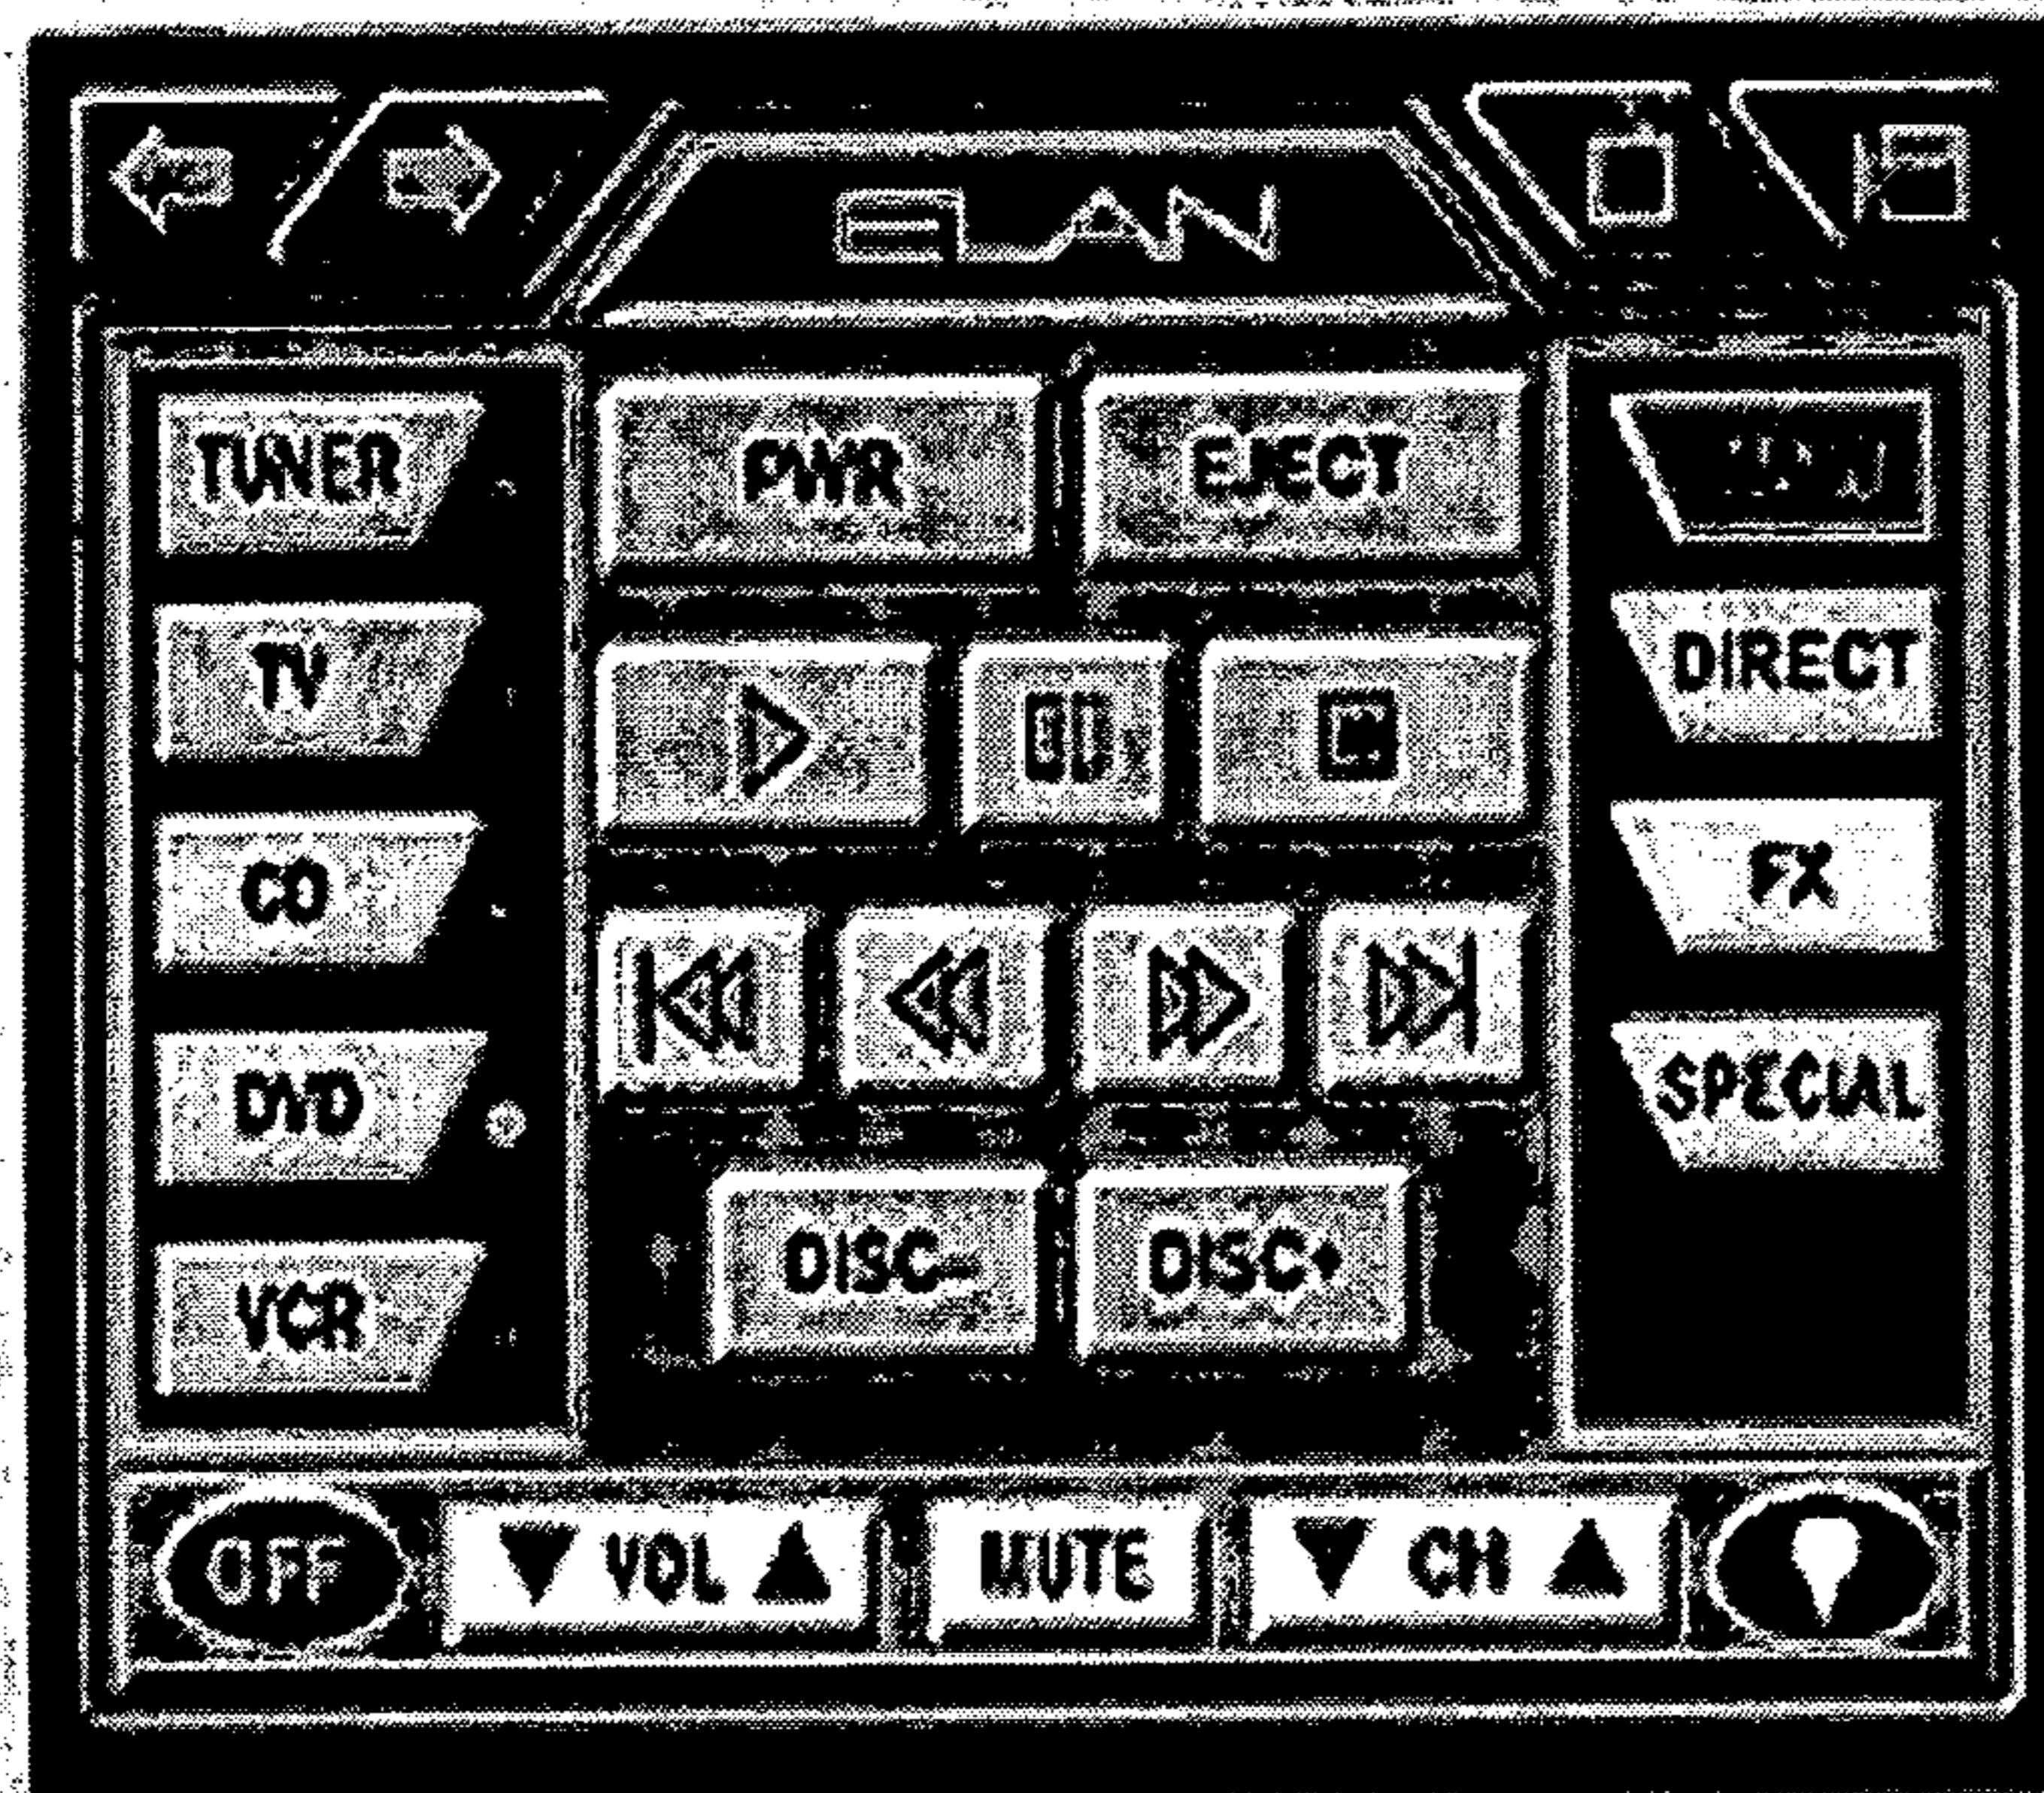 ELAN
TUNER
TV
CD
DVD
VCR
PWR
EJECT
DISC-
DISC+
DIRECT
FX
SPECIAL
OFF
VOL
MUTE
CH